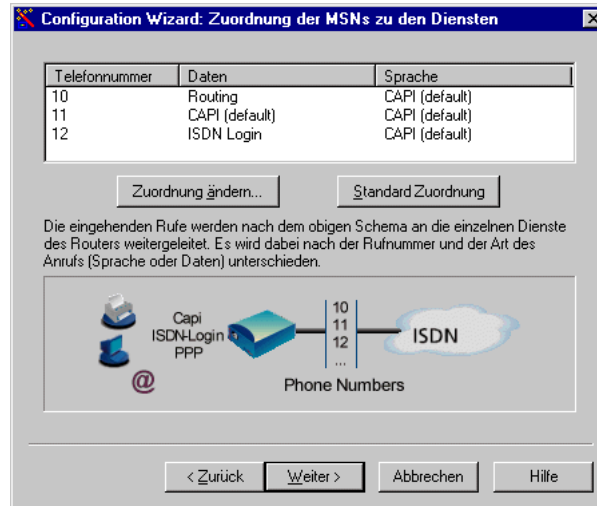 Configuration Wizard: Zuordnung der MSNs zu den Diensten
Telefonnummer Daten Sprache
10 Routing CAPI (default)
11 CAPI (default) CAPI (default)
12 ISDN Login CAPI (default)
Zuordnung ändern... Standard Zuordnung
Die eingehenden Rufe werden nach dem obigen Schema an die einzelnen Dienste
des Routers weitergeleitet. Es wird dabei nach der Rufnummer und der Art des
Anrufs (Sprache oder Daten) unterschieden.
Capi
ISDN-Login
PPP
@
10
11
12
...
ISDN
Phone Numbers
< Zurück Weiter > Abbrechen Hilfe